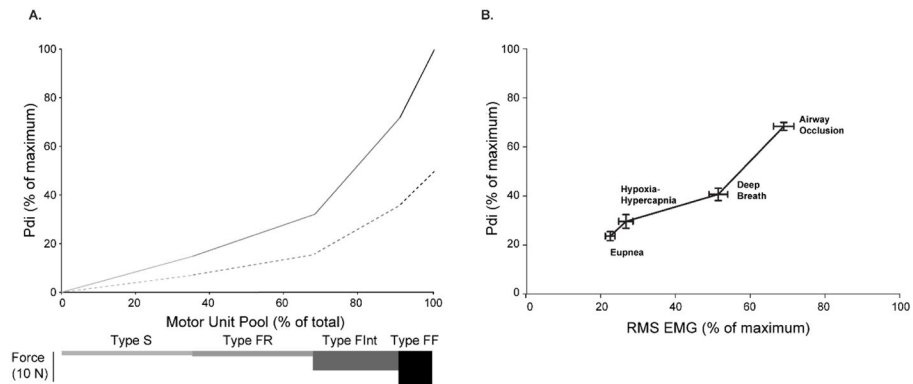 A.
Pdi (% of maximum)
100
80
60
40
20
0
0 20 40 60 80 100
Motor Unit Pool (% of total)
Type S Type FR Type FInt Type FF
Force
(10 N)
B.
Pdi (% of maximum)
100
80
60
40
20
0
Airway
Occlusion
Hypoxia-
Hypercapnia
Deep
Breath
Eupnea
0 20 40 60 80 100
RMS EMG (% of maximum)